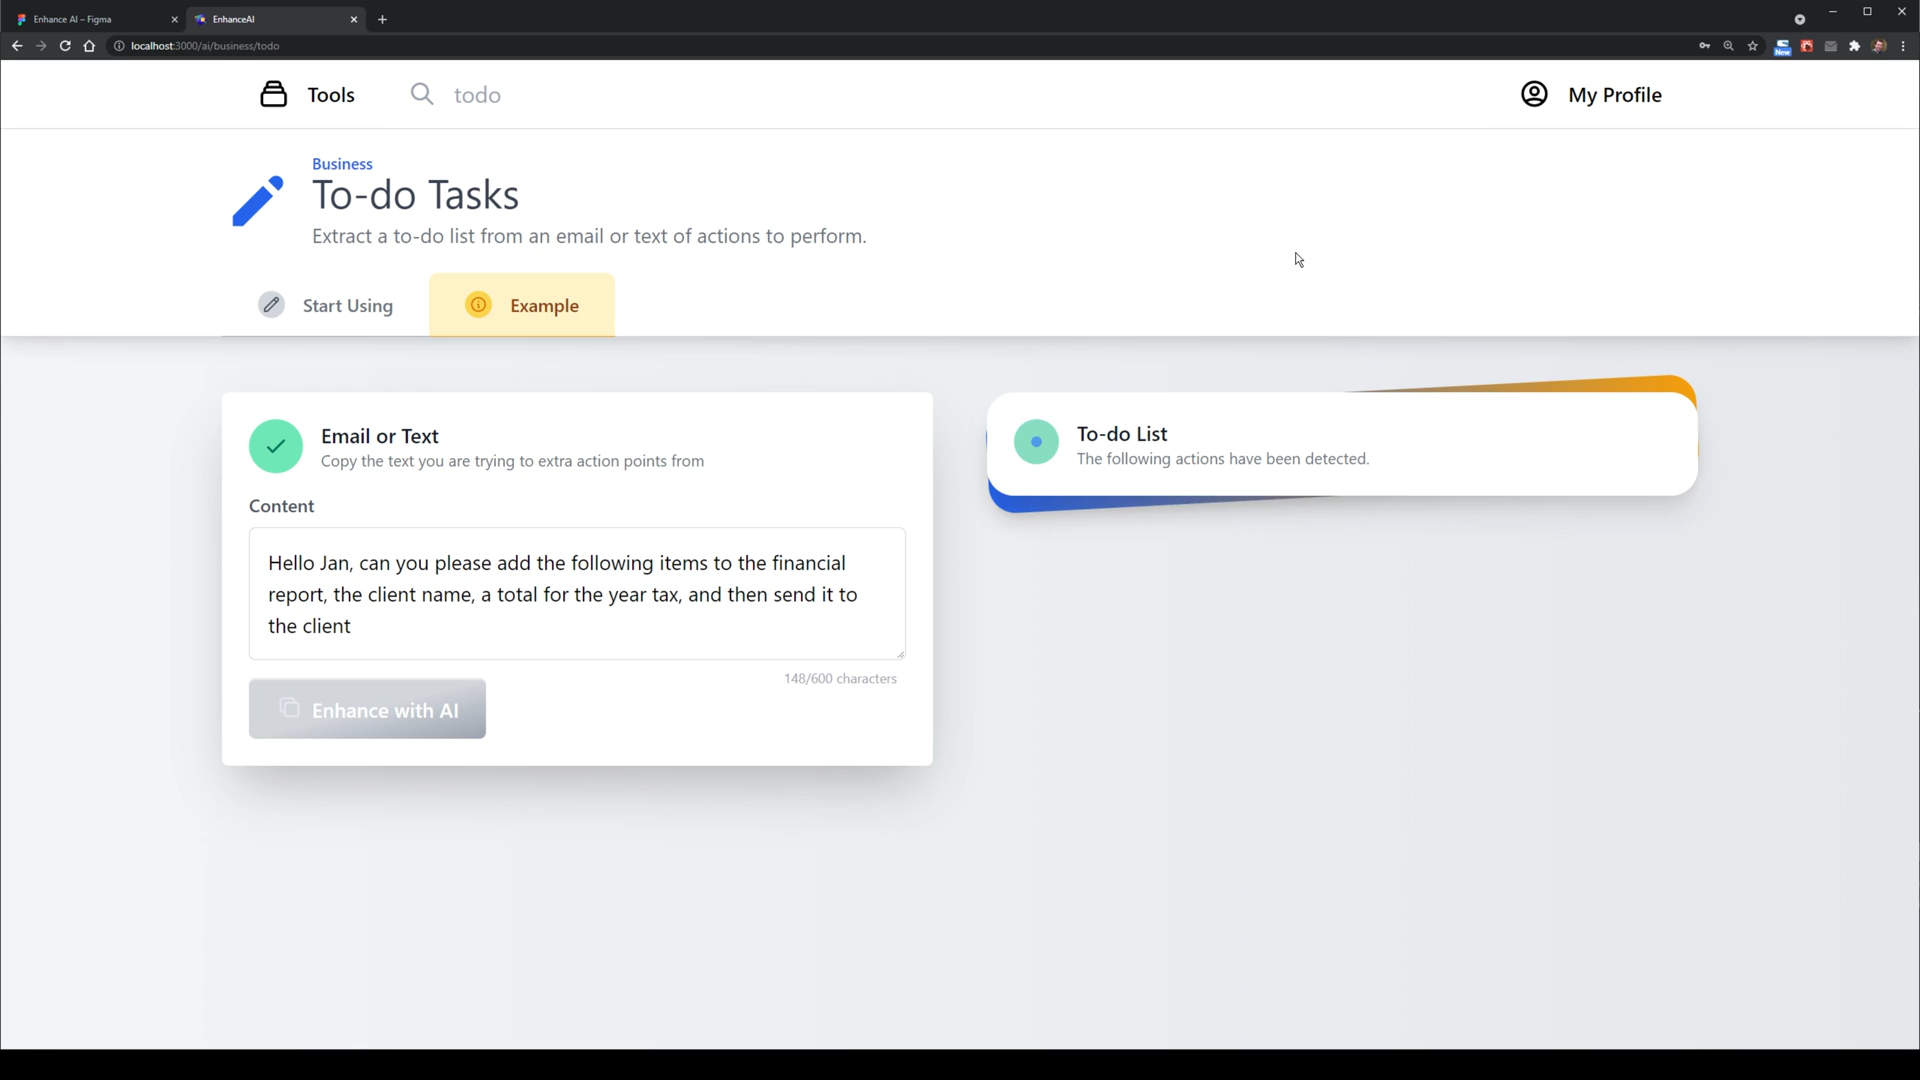 Enhance AI – Figma
EnhanceAI
localhost:3000/ai/business/todo
New
Tools
todo
My Profile
Business
To-do Tasks
Extract a to-do list from an email or text of actions to perform.
Start Using
Example
Email or Text
Copy the text you are trying to extra action points from
Content
Hello Jan, can you please add the following items to the financial
report, the client name, a total for the year tax, and then send it to
the client
148/600 characters
Enhance with AI
To-do List
The following actions have been detected.